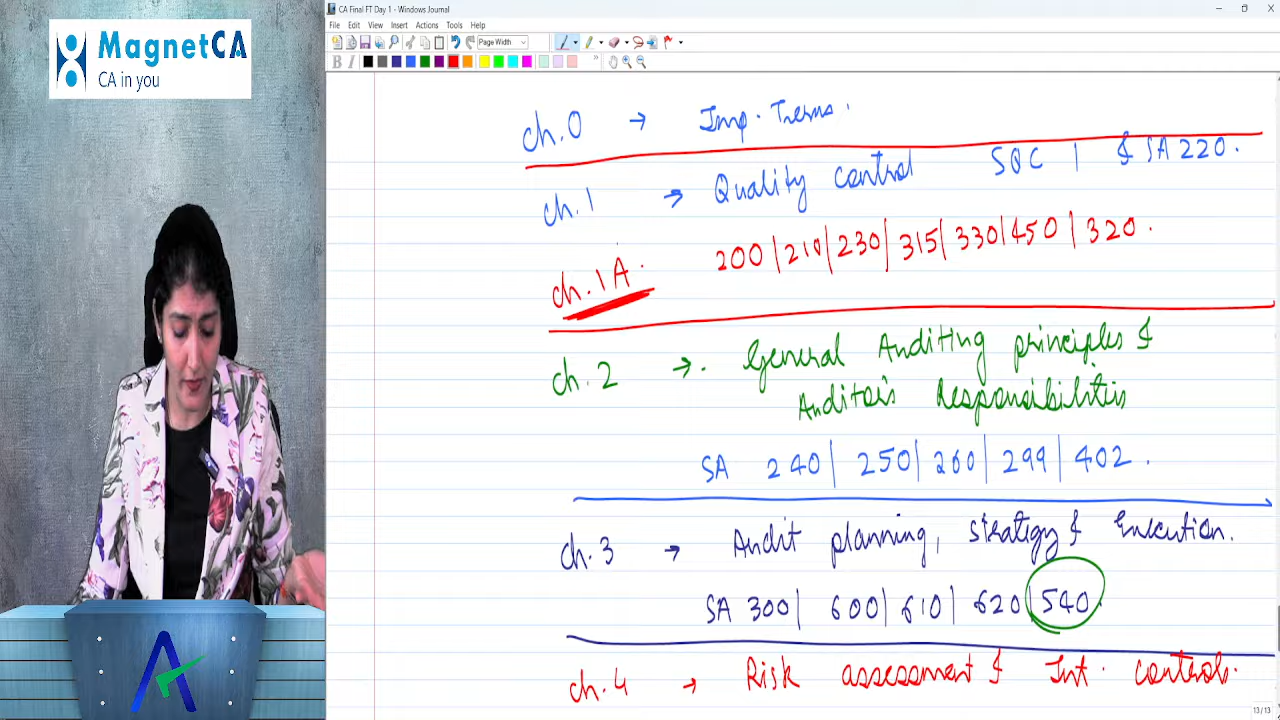 MagnetCA
CA in you
CA Final FT Day 1 - Windows Journal
File Edit View Insert Actions Tools Help
Page Width
B I
Ch.0 → Imp. Terms.
Ch.1 → Quality Control SQC 1 & SA 220.
Ch.1A. 200 | 210 | 230 | 315 | 330 | 450 | 320.
Ch.2 → General Auditing principles &
Auditor's Responsibilities
SA 240 | 250 | 260 | 299 | 402.
Ch.3 → Audit planning, strategy & Execution.
SA 300 | 600 | 610 | 620 | 540.
Ch.4 → Risk assessment & Int. controls.
13 / 13